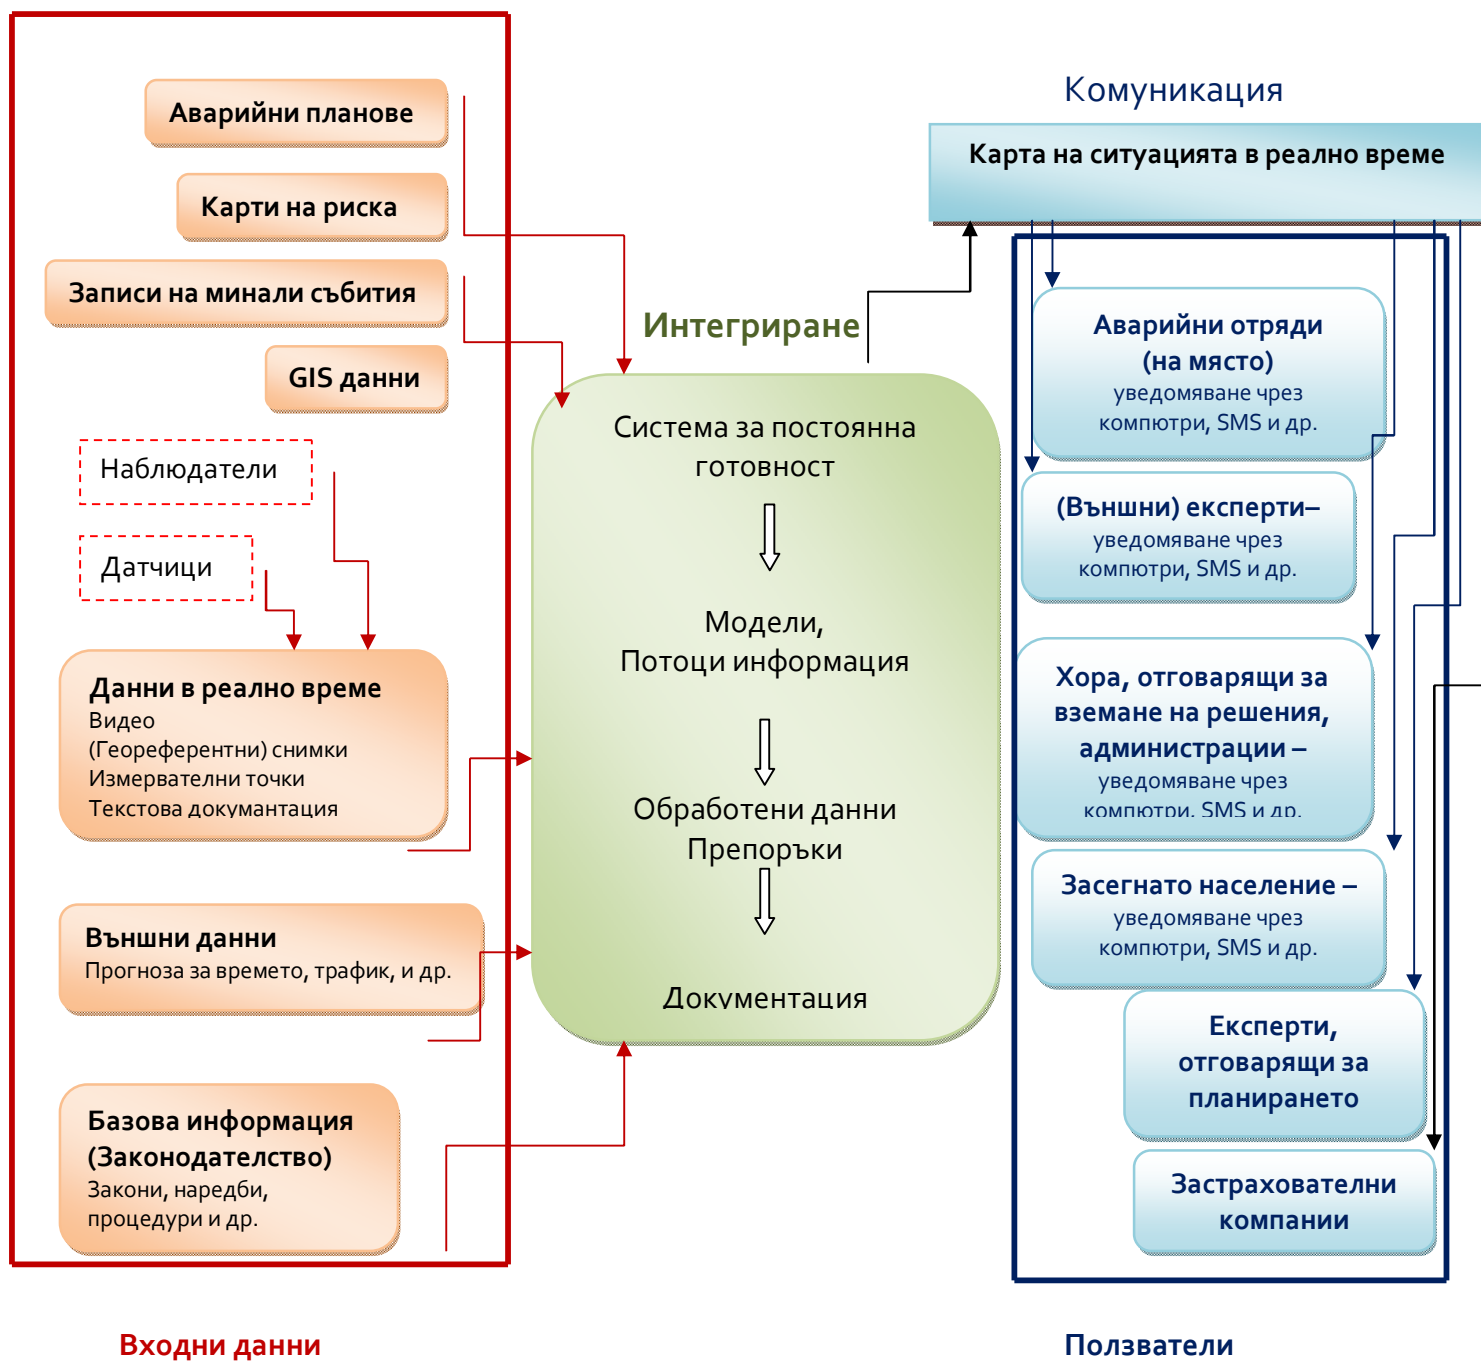 Аварийни планове
Карти на риска
Записи на минали събития
GIS данни
Наблюдатели
Датчици
Данни в реално време
Видео
(Геореферентни) снимки
Измервателни точки
Текстова докумантация
Външни данни
Прогноза за времето, трафик, и др.
Базова информация
(Законодателство)
Закони, наредби,
процедури и др.
Входни данни
Интегриране
Система за постоянна
готовност
Модели,
Потоци информация
Обработени данни
Препоръки
Документация
Комуникация
Карта на ситуацията в реално време
Аварийни отряди
(на място)
уведомяване чрез
компютри, SMS и др.
(Външни) експерти–
уведомяване чрез
компютри, SMS и др.
Хора, отговарящи за
вземане на решения,
администрации –
уведомяване чрез
компютри, SMS и др.
Засегнато население –
уведомяване чрез
компютри, SMS и др.
Експерти,
отговарящи за
планирането
Застрахователни
компании
Ползватели